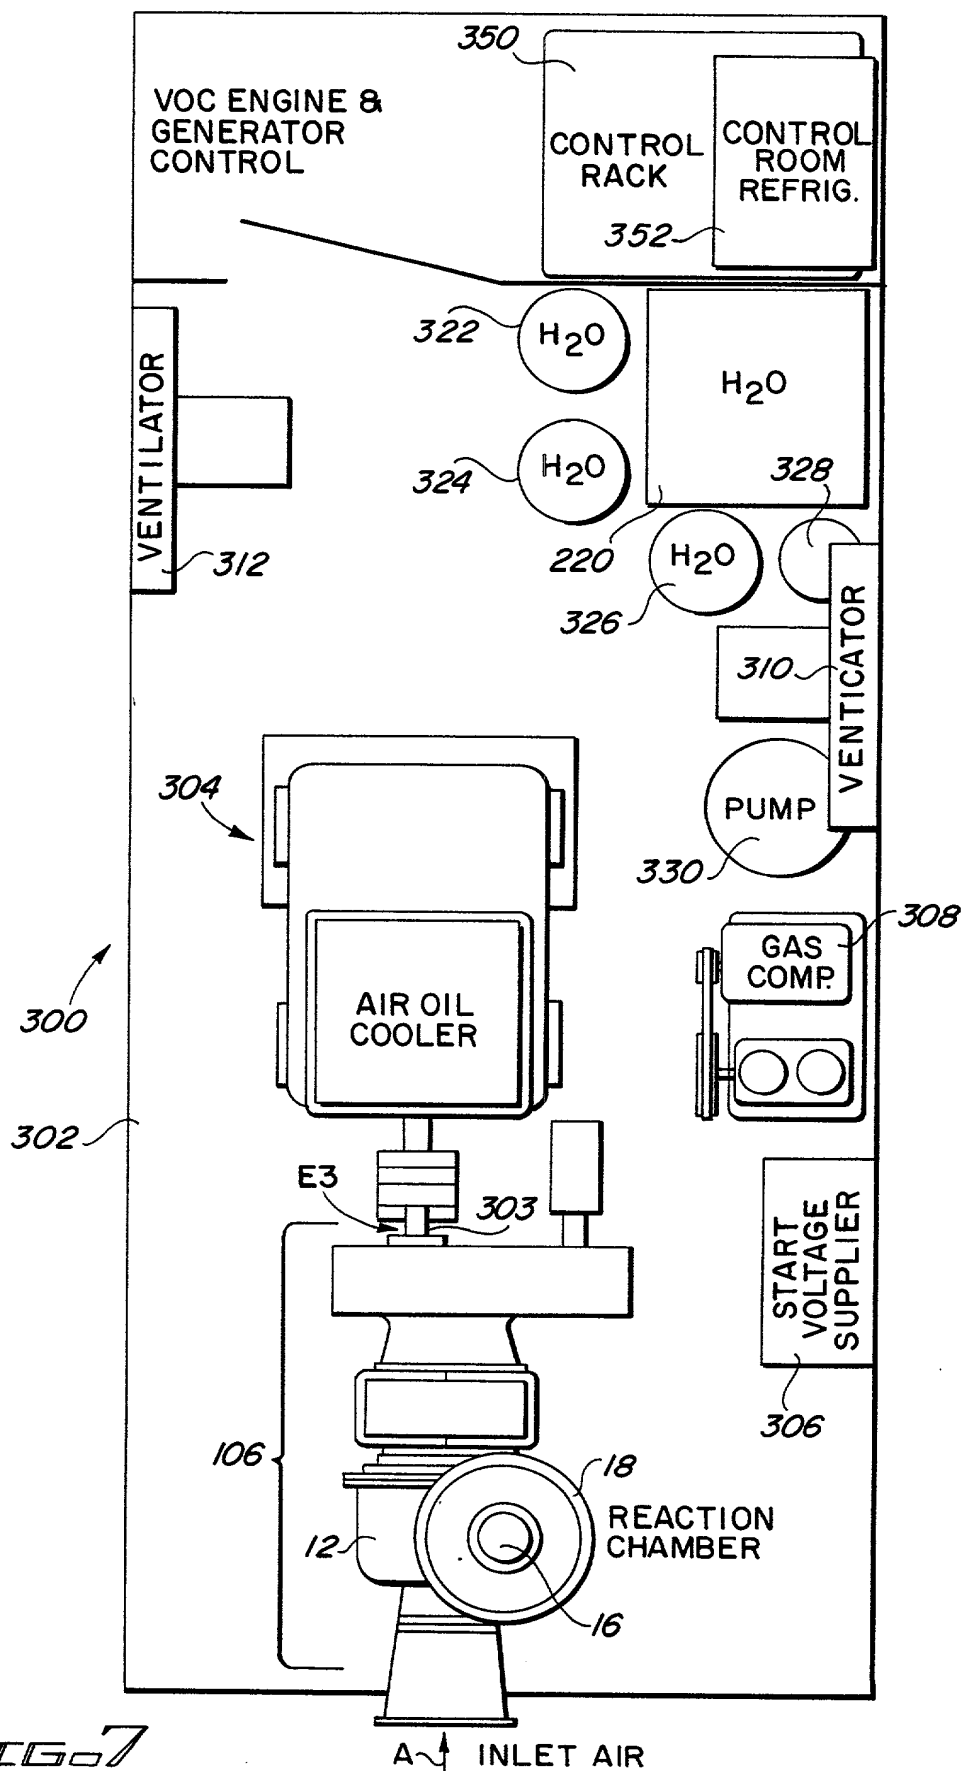 350
VOC ENGINE &
GENERATOR
CONTROL
CONTROL
RACK
CONTROL
ROOM
REFRIG.
352
322
H2O
H2O
VENTILATOR
324
H2O
328
312
220
H2O
326
310
VENTICATOR
304
PUMP
330
308
GAS
COMP.
300
AIR OIL
COOLER
302
E3
303
START
VOLTAGE
SUPPLIER
306
106
18
REACTION
CHAMBER
12
16
FIG. 7
A
INLET AIR